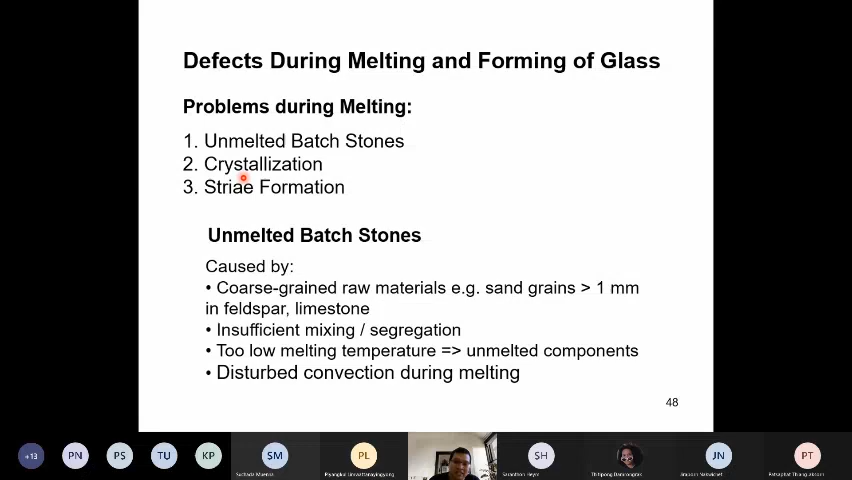 Defects During Melting and Forming of Glass
Problems during Melting:
1. Unmelted Batch Stones
2. Crystallization
3. Striae Formation
Unmelted Batch Stones
Caused by:
• Coarse-grained raw materials e.g. sand grains > 1 mm
in feldspar, limestone
• Insufficient mixing / segregation
• Too low melting temperature => unmelted components
• Disturbed convection during melting
48
+13 PN PS TU KP SM PL SH JN PT
Suchada